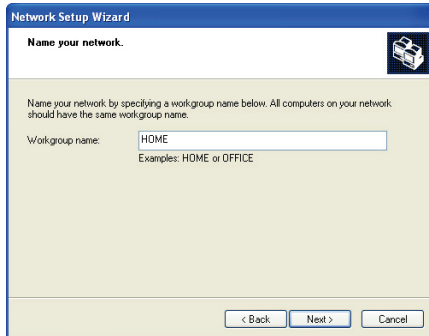 Network Setup Wizard
Name your network.
Name your network by specifying a workgroup name below. All computers on your network
should have the same workgroup name.
Workgroup name: HOME
Examples: HOME or OFFICE
< Back Next > Cancel